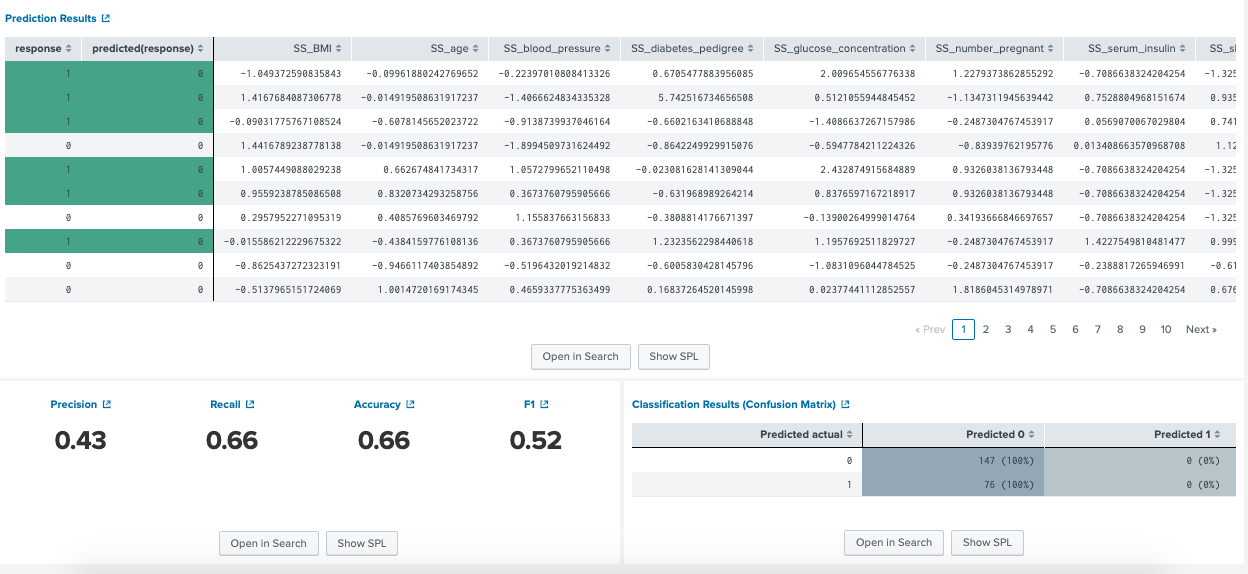 Prediction Results
response predicted(response) SS_BMI SS_age SS_blood_pressure SS_diabetes_pedigree SS_glucose_concentration SS_number_pregnant SS_serum_insulin SS_sl
1 0 -1.049372590835843 -0.09961880242769652 -0.22397010808413326 0.6705477883956085 2.009654556776338 1.2279373862855292 -0.7086638324204254 -1.325
1 0 1.4167684087306778 -0.014919508631917237 -1.4066624834335328 5.742516734656508 0.5121055944845452 -1.1347311945639442 0.7528804968151674 0.935
1 0 -0.09031775767108524 -0.6078145652023722 -0.9138739937046164 -0.6602163410688848 -1.4086637267157986 -0.2487304767453917 0.0569070067029804 0.741
0 0 1.4416789238778138 -0.014919508631917237 -1.8994509731624492 -0.8642249929915076 -0.5947784211224326 -0.83939762195776 0.013408663570968708 1.12
1 0 1.0057449088029238 0.662674841734317 1.0572799652110498 -0.023081628141309044 2.432874915684889 0.9326038136793448 -0.7086638324204254 -1.325
1 0 0.9559238785086508 0.8320734293258756 0.3673760795905666 -0.631968989264214 0.8376597167218917 0.9326038136793448 -0.7086638324204254 -1.325
0 0 0.2957952271095319 0.4085769603469792 1.155837663156833 -0.3808814176671397 -0.13900264999014764 0.34193666846697657 -0.7086638324204254 -1.325
1 0 -0.015586212229675322 -0.4384159776108136 0.3673760795905666 1.2323562298440618 1.1957692511829727 -0.2487304767453917 1.4227549810481477 0.999
0 0 -0.8625437272323191 -0.9466117403854892 -0.5196432019214832 -0.6005830428145796 -1.0831096044784525 -0.2487304767453917 -0.2388817265946991 -0.61
0 0 -0.5137965151724069 1.0014720169174345 0.4659337775363499 0.16837264520145998 0.02377441112852557 1.8186045314978971 -0.7086638324204254 0.676
« Prev 1 2 3 4 5 6 7 8 9 10 Next »
Open in Search Show SPL
Precision Recall Accuracy F1
0.43 0.66 0.66 0.52
Open in Search Show SPL
Classification Results (Confusion Matrix)
Predicted actual Predicted 0 Predicted 1
0 147 (100%) 0 (0%)
1 76 (100%) 0 (0%)
Open in Search Show SPL